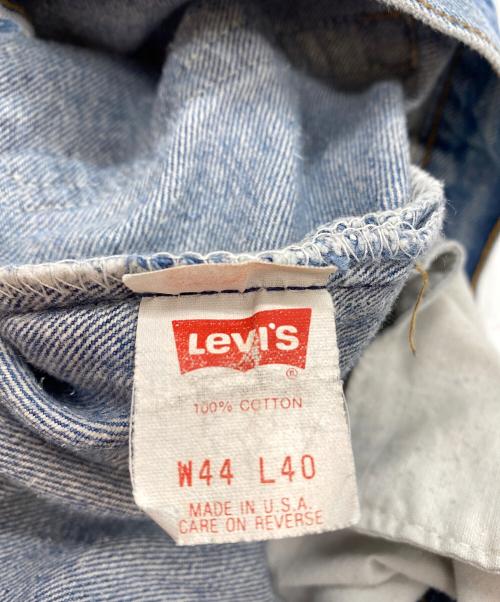 Levi's
®
100% COTTON
W44 L40
MADE IN U.S.A.
CARE ON REVERSE